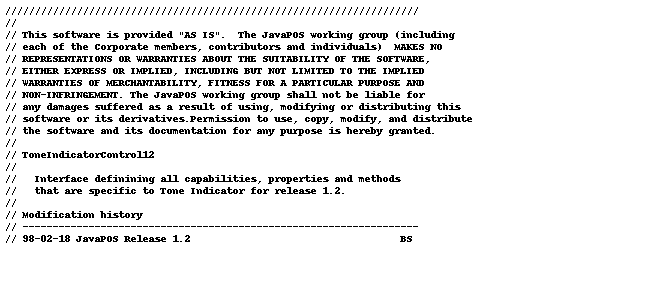 //////////////////////////////////////////////////////////////////
//
// This software is provided "AS IS".  The JavaPOS working group (including
// each of the Corporate members, contributors and individuals)  MAKES NO
// REPRESENTATIONS OR WARRANTIES ABOUT THE SUITABILITY OF THE SOFTWARE,
// EITHER EXPRESS OR IMPLIED, INCLUDING BUT NOT LIMITED TO THE IMPLIED
// WARRANTIES OF MERCHANTABILITY, FITNESS FOR A PARTICULAR PURPOSE AND
// NON-INFRINGEMENT. The JavaPOS working group shall not be liable for
// any damages suffered as a result of using, modifying or distributing this
// software or its derivatives.Permission to use, copy, modify, and distribute
// the software and its documentation for any purpose is hereby granted.
//
// ToneIndicatorControl12
//
//   Interface definining all capabilities, properties and methods
//   that are specific to Tone Indicator for release 1.2.
//
// Modification history
// ------------------------------------------------------------------
// 98-02-18 JavaPOS Release 1.2                                   BS